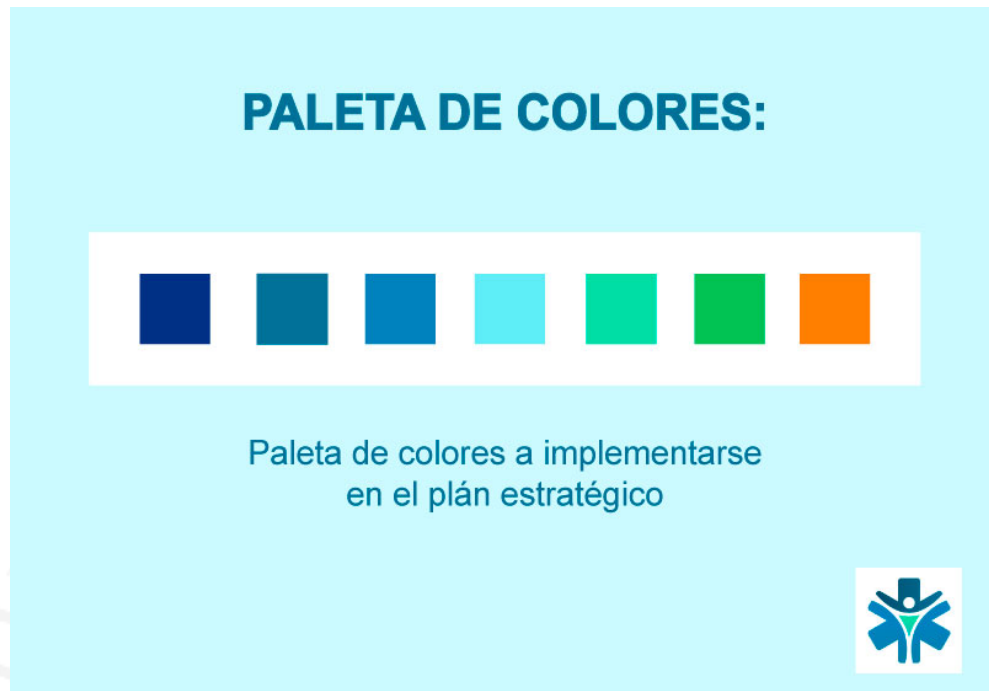 PALETA DE COLORES:
Paleta de colores a implementarse
en el plán estratégico